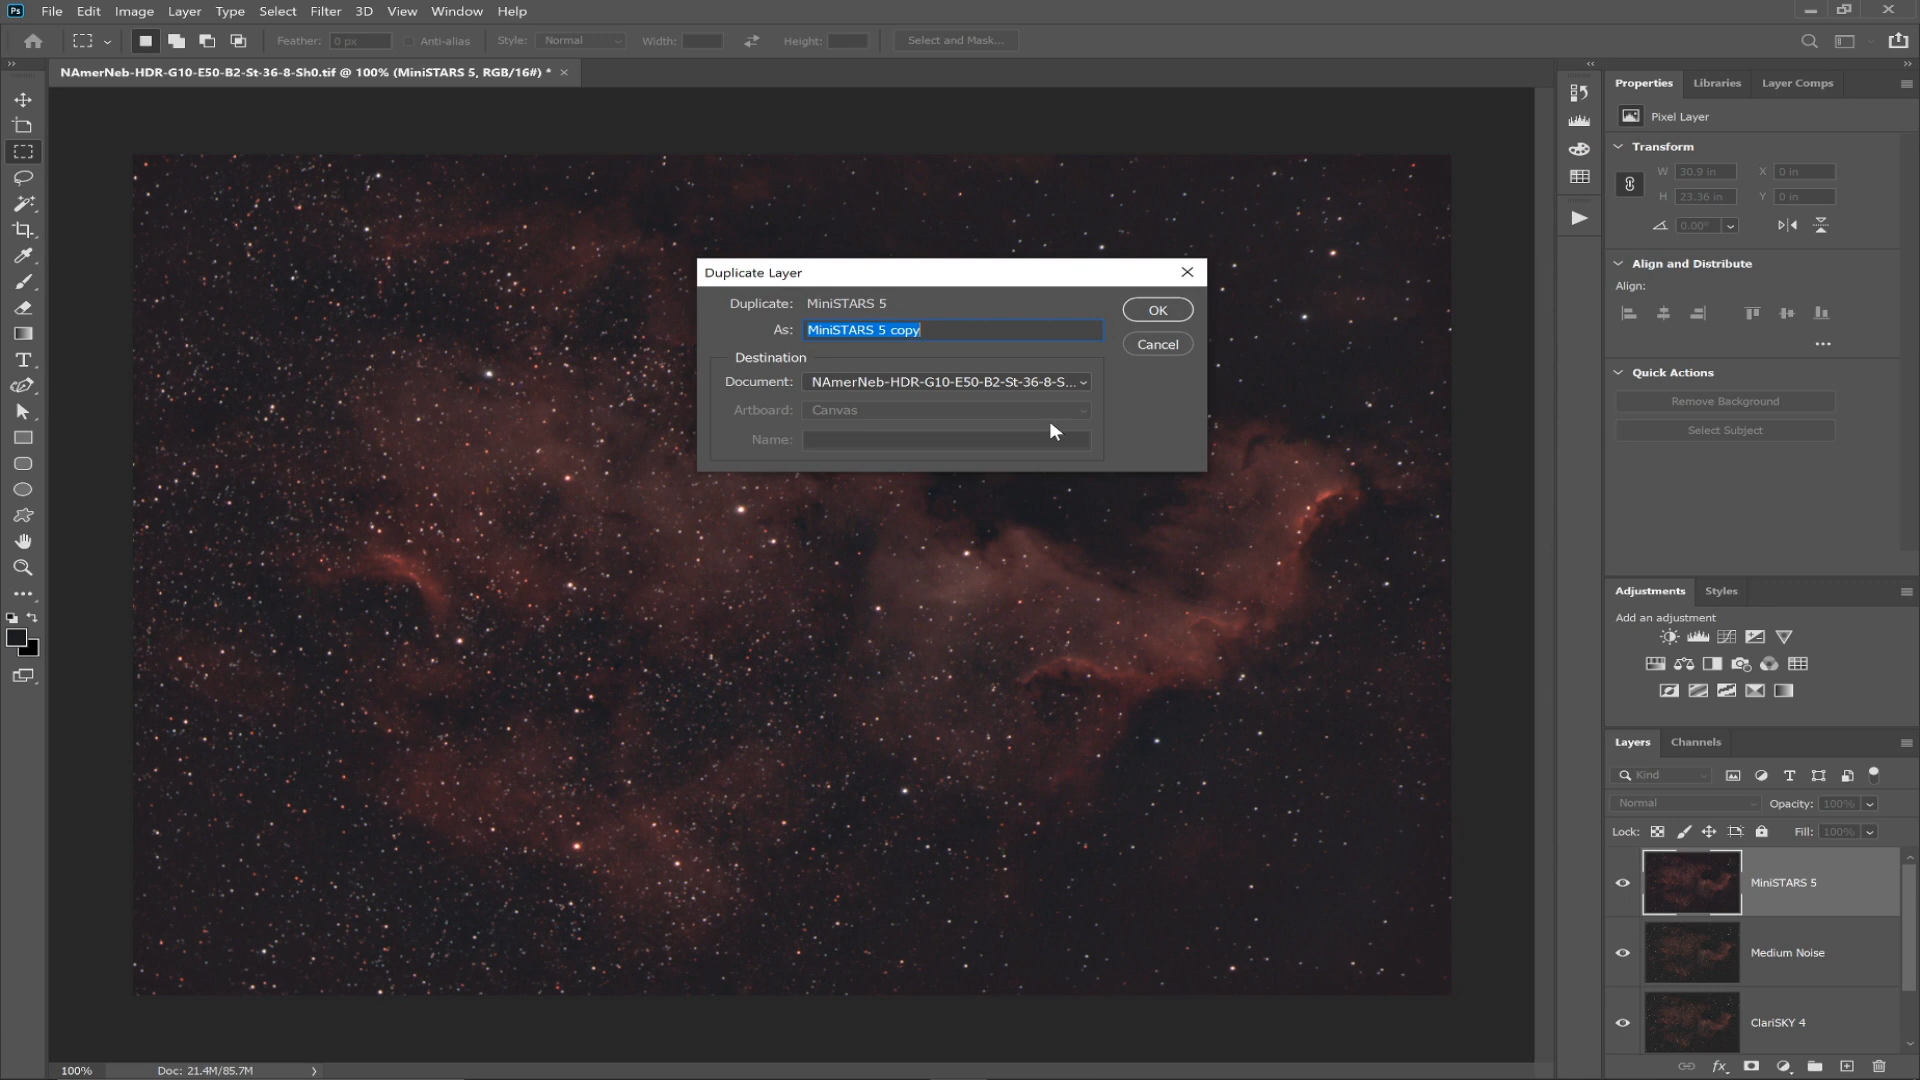 Ps File Edit Image Layer Type Select Filter 3D View Window Help
Feather: 0 px Anti-alias Style: Normal Width: Height: Select and Mask...
NAmerNeb-HDR-G10-E50-B2-St-36-8-Sh0.tif @ 100% (MiniSTARS 5, RGB/16#) *
Properties Libraries Layer Comps
Pixel Layer
Transform
W 30.9 in X 0 in
H 23.36 in Y 0 in
0.00°
Align and Distribute
Align:
Quick Actions
Remove Background
Select Subject
Duplicate Layer
Duplicate: MiniSTARS 5
As: MiniSTARS 5 copy
OK
Cancel
Destination
Document: NAmerNeb-HDR-G10-E50-B2-St-36-8-S...
Artboard: Canvas
Name:
Adjustments Styles
Add an adjustment
Layers Channels
Kind
Normal Opacity: 100%
Lock: Fill: 100%
MiniSTARS 5
Medium Noise
ClariSKY 4
fx
100% Doc: 21.4M/85.7M